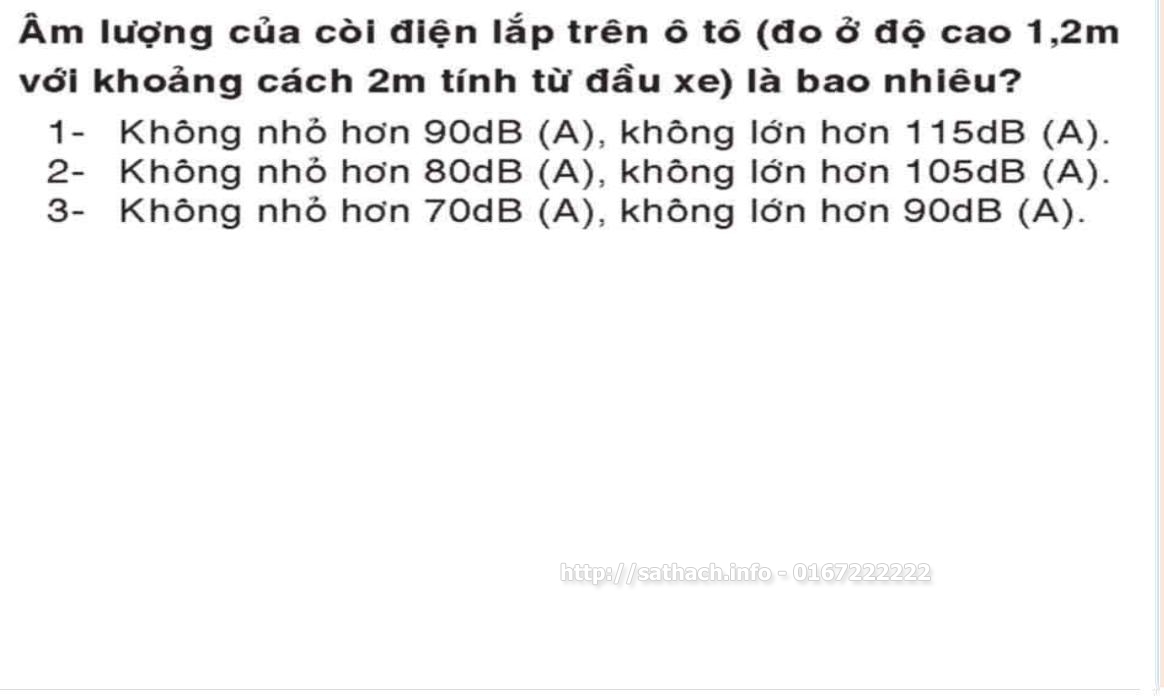 Âm lượng của còi điện lắp trên ô tô (đo ở độ cao 1,2m
với khoảng cách 2m tính từ đầu xe) là bao nhiêu?
1- Không nhỏ hơn 90dB (A), không lớn hơn 115dB (A).
2- Không nhỏ hơn 80dB (A), không lớn hơn 105dB (A).
3- Không nhỏ hơn 70dB (A), không lớn hơn 90dB (A).
http://sathach.info - 0167222222